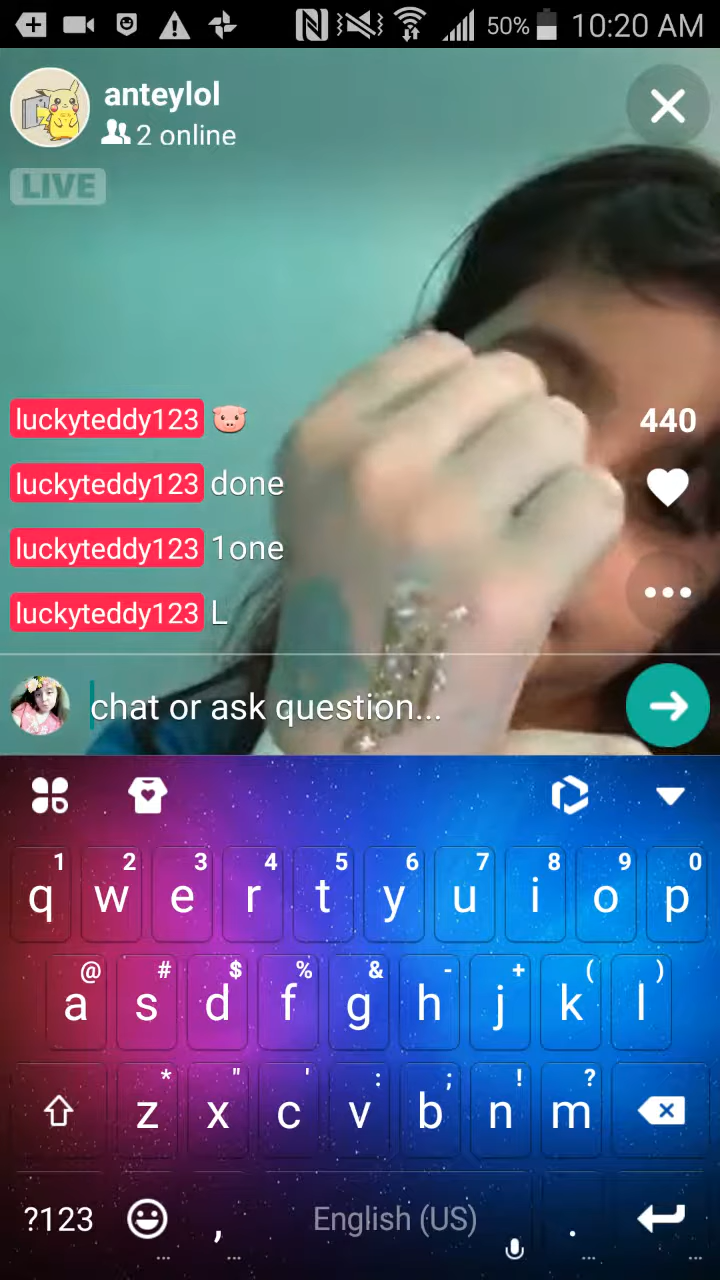 50% 10:20 AM
anteylol
2 online
LIVE
luckyteddy123 🐷
440
luckyteddy123 done
luckyteddy123 1one
luckyteddy123 L
chat or ask question...
1 2 3 4 5 6 7 8 9 0
q w e r t y u i o p
@ # $ % & - + ( )
a s d f g h j k l
* " ' : ; ! ?
z x c v b n m
?123 , English (US) .